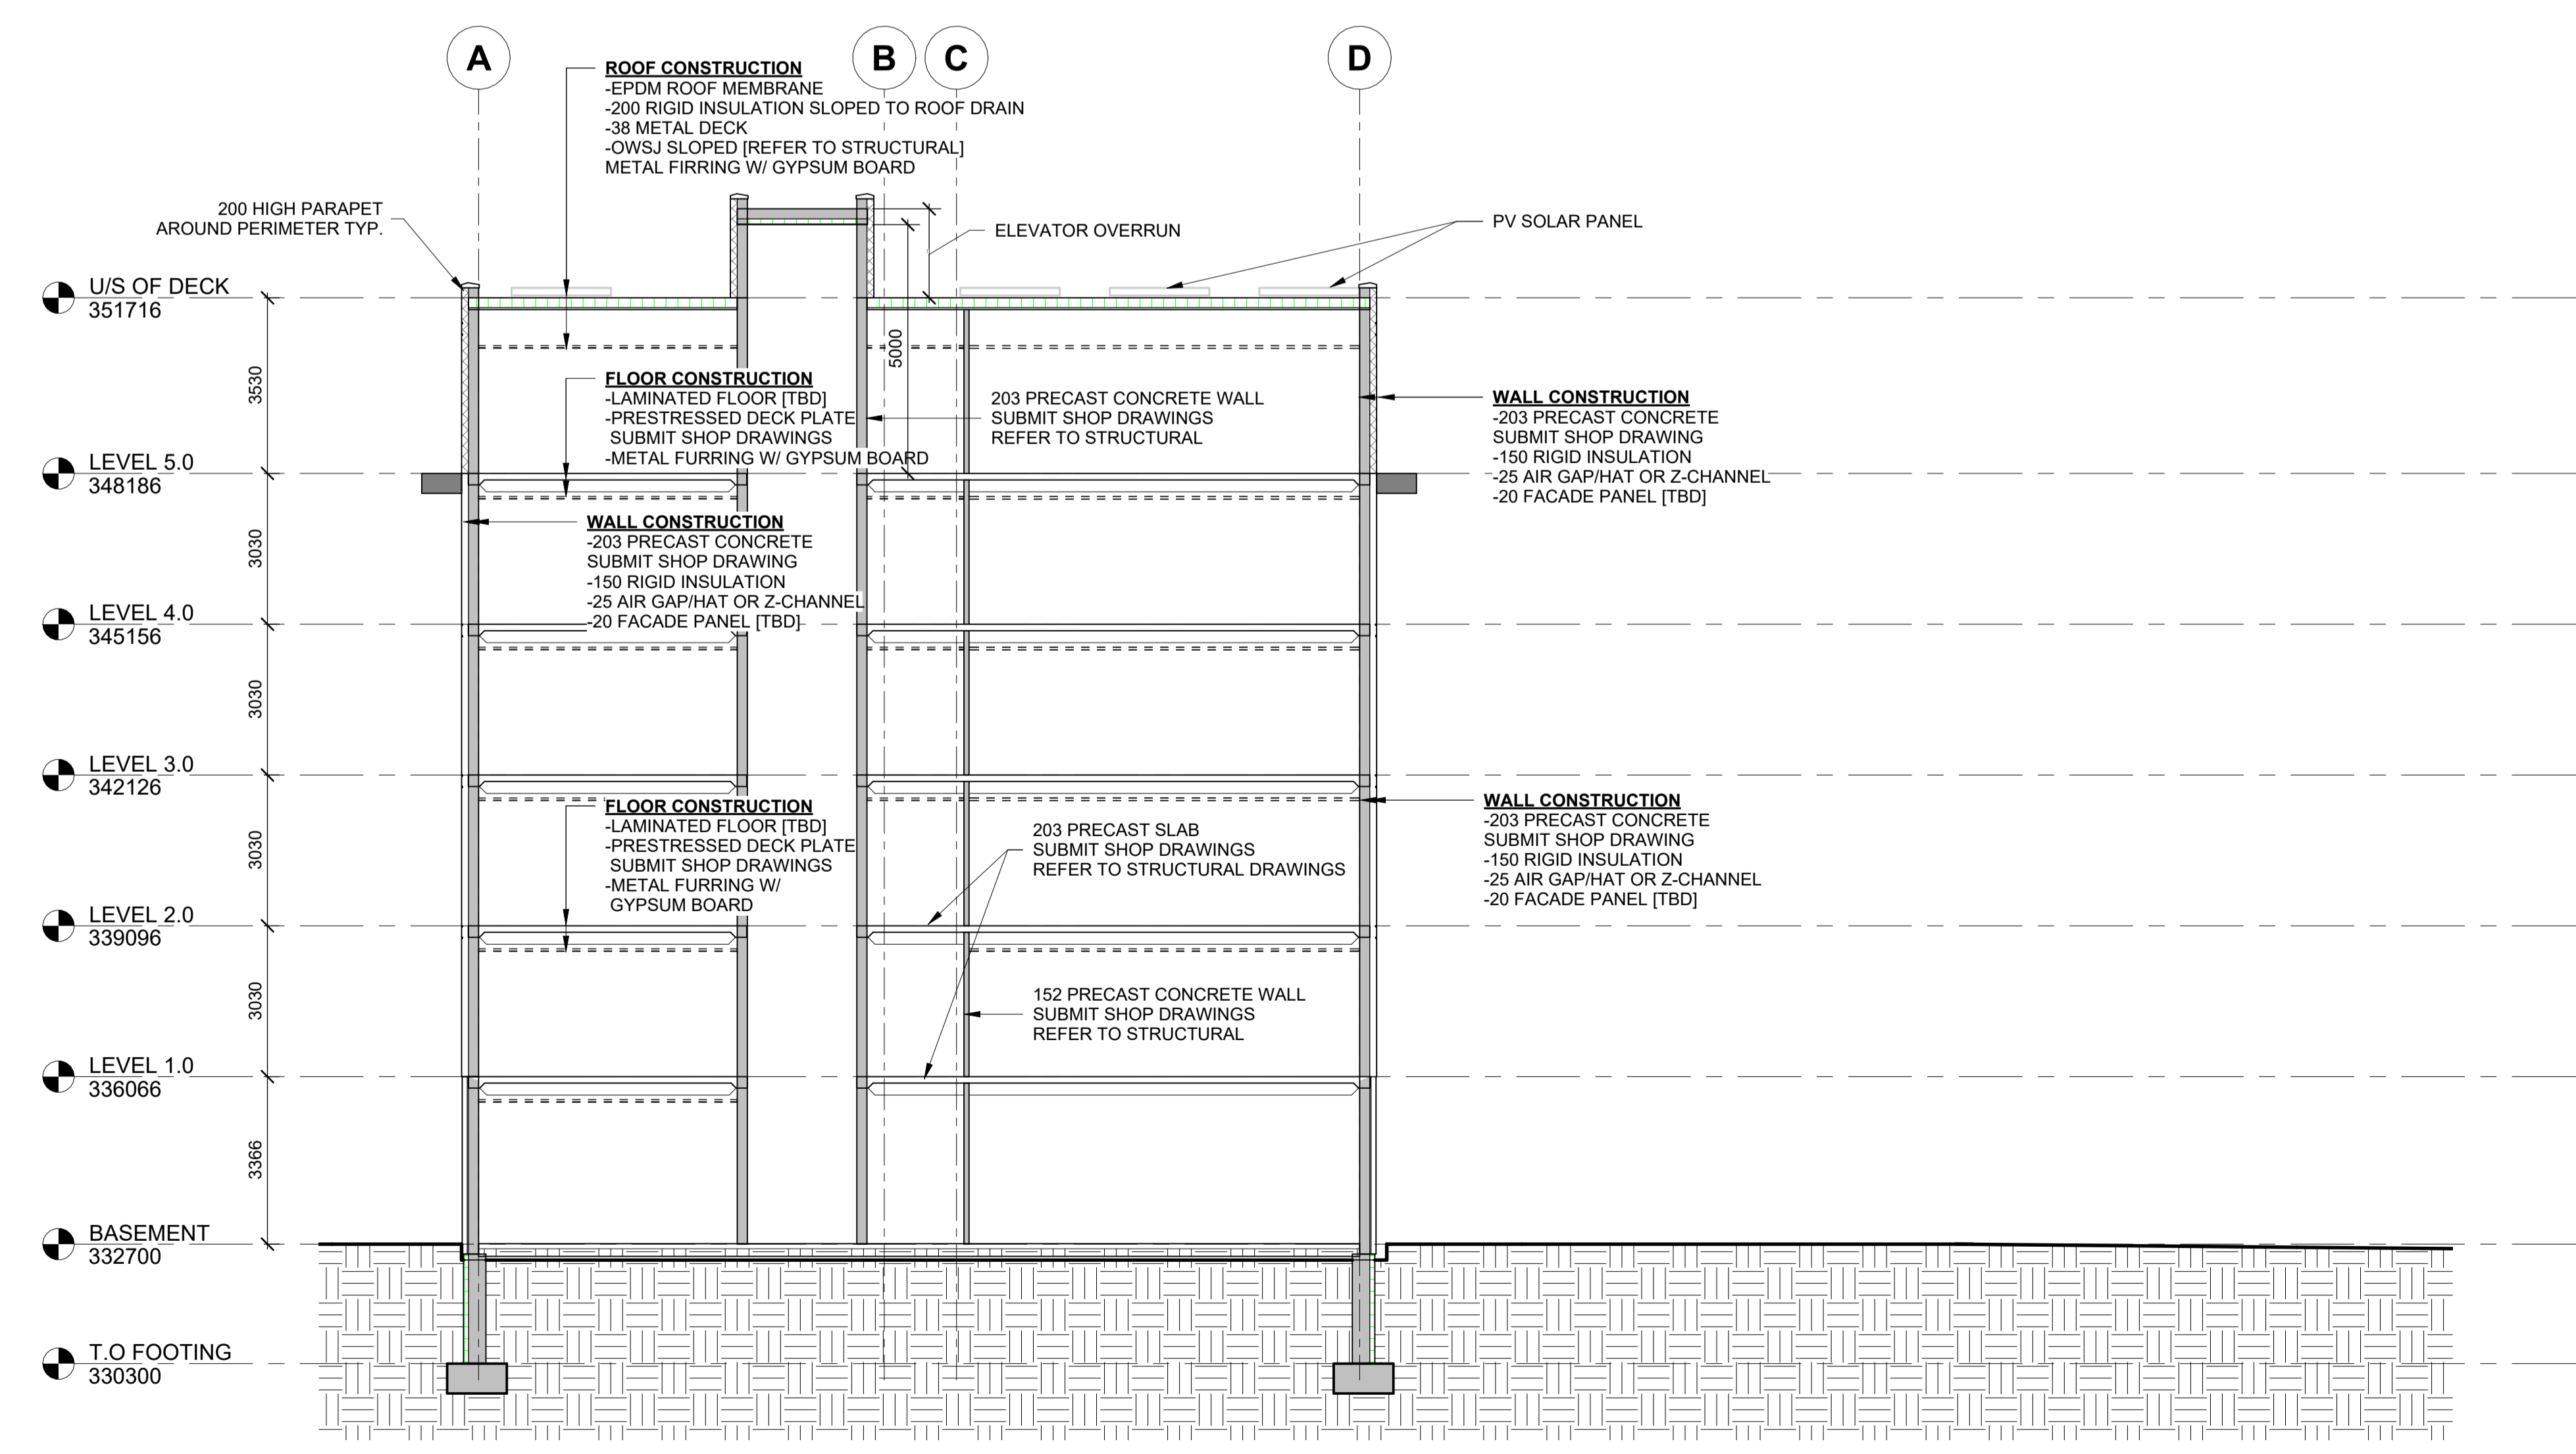 A
B
C
D
ROOF CONSTRUCTION
-EPDM ROOF MEMBRANE
-200 RIGID INSULATION SLOPED TO ROOF DRAIN
-38 METAL DECK
-OWSJ SLOPED [REFER TO STRUCTURAL]
METAL FIRRING W/ GYPSUM BOARD
200 HIGH PARAPET
AROUND PERIMETER TYP.
ELEVATOR OVERRUN
PV SOLAR PANEL
U/S OF DECK
351716
3530
5000
FLOOR CONSTRUCTION
-LAMINATED FLOOR [TBD]
-PRESTRESSED DECK PLATE
SUBMIT SHOP DRAWINGS
-METAL FURRING W/ GYPSUM BOARD
203 PRECAST CONCRETE WALL
SUBMIT SHOP DRAWINGS
REFER TO STRUCTURAL
WALL CONSTRUCTION
-203 PRECAST CONCRETE
SUBMIT SHOP DRAWING
-150 RIGID INSULATION
-25 AIR GAP/HAT OR Z-CHANNEL
-20 FACADE PANEL [TBD]
LEVEL 5.0
348186
3030
WALL CONSTRUCTION
-203 PRECAST CONCRETE
SUBMIT SHOP DRAWING
-150 RIGID INSULATION
-25 AIR GAP/HAT OR Z-CHANNEL
-20 FACADE PANEL [TBD]
LEVEL 4.0
345156
3030
LEVEL 3.0
342126
3030
FLOOR CONSTRUCTION
-LAMINATED FLOOR [TBD]
-PRESTRESSED DECK PLATE
SUBMIT SHOP DRAWINGS
-METAL FURRING W/
GYPSUM BOARD
203 PRECAST SLAB
SUBMIT SHOP DRAWINGS
REFER TO STRUCTURAL DRAWINGS
WALL CONSTRUCTION
-203 PRECAST CONCRETE
SUBMIT SHOP DRAWING
-150 RIGID INSULATION
-25 AIR GAP/HAT OR Z-CHANNEL
-20 FACADE PANEL [TBD]
LEVEL 2.0
339096
3030
152 PRECAST CONCRETE WALL
SUBMIT SHOP DRAWINGS
REFER TO STRUCTURAL
LEVEL 1.0
336066
3366
BASEMENT
332700
T.O FOOTING
330300